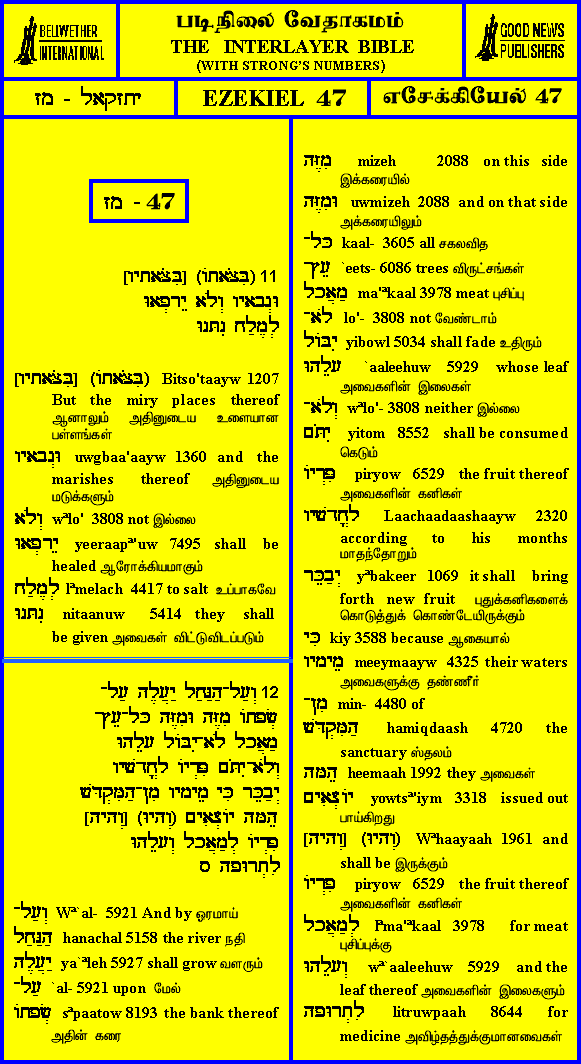 BELLWETHER
INTERNATIONAL
படிநிலை வேதாகமம்
THE INTERLAYER BIBLE
(WITH STRONG'S NUMBERS)
GOOD NEWS
PUBLISHERS
יחזקאל - מז
EZEKIEL 47
எசேக்கியேல் 47
מז - 47
11 (בִּצֹּאתוֹ) [בִּצֹּאתָיו]
וּגְבָאָיו וְלֹא יֵרָפְאוּ
לְמֶלַח נִתָּנוּ
[בִּצֹּאתָיו] (בִּצֹּאתוֹ) Bitso'taayw 1207
But the miry places thereof
ஆனாலும் அதினுடைய உளையான
பள்ளங்கள்
וּגְבָאָיו uwgbaa'aayw 1360 and the
marishes thereof அதினுடைய
மடுக்களும்
וְלֹא wªlo' 3808 not இல்லை
יֵרָפְאוּ yeeraapª'uw 7495 shall be
healed ஆரோக்கியமாகும்
לְמֶלַח lªmelach 4417 to salt உப்பாகவே
נִתָּנוּ nitaanuw 5414 they shall
be given அவைகள் விட்டுவிடப்படும்
12 וְעַל־הַנַּחַל יַעֲלֶה עַל־
שְׂפָתוֹ מִזֶּה וּמִזֶּה כָּל־עֵץ־
מַאֲכָל לֹא־יִבּוֹל עָלֵהוּ
וְלֹא־יִתֹּם פִּרְיוֹ לָחֳדָשָׁיו
יְבַכֵּר כִּי מֵימָיו מִן־הַמִּקְדָּשׁ
הֵמָּה יוֹצְאִים (וְהָיוּ) [וְהָיָה]
פִרְיוֹ לְמַאֲכָל וְעָלֵהוּ
לִתְרוּפָה ס
וְעַל־ Wª`al- 5921 And by ஓரமாய்
הַנַּחַל hanachal 5158 the river நதி
יַעֲלֶה ya`ªleh 5927 shall grow வளரும்
עַל־ `al- 5921 upon மேல்
שְׂפָתוֹ sªpaatow 8193 the bank thereof
அதின் கரை
מִזֶּה mizeh 2088 on this side
இக்கரையில்
וּמִזֶּה uwmizeh 2088 and on that side
அக்கரையிலும்
כָּל־ kaal- 3605 all சகலவித
עֵץ־ `eets- 6086 trees விருட்சங்கள்
מַאֲכָל ma'ªkaal 3978 meat புசிப்பு
לֹא־ lo'- 3808 not வேண்டாம்
יִבּוֹל yibowl 5034 shall fade உதிரும்
עָלֵהוּ `aaleehuw 5929 whose leaf
அவைகளின் இலைகள்
וְלֹא־ wªlo'- 3808 neither இல்லை
יִתֹּם yitom 8552 shall be consumed
கெடும்
פִּרְיוֹ piryow 6529 the fruit thereof
அவைகளின் கனிகள்
לָחֳדָשָׁיו Laachaadaashaayw 2320
according to his months
மாதந்தோறும்
יְבַכֵּר yªbakeer 1069 it shall bring
forth new fruit புதுக்கனிகளைக்
கொடுத்துக் கொண்டேயிருக்கும்
כִּי kiy 3588 because ஆகையால்
מֵימָיו meeymaayw 4325 their waters
அவைகளுக்கு தண்ணீர்
מִן־ min- 4480 of
הַמִּקְדָּשׁ hamiqdaash 4720 the
sanctuary ஸ்தலம்
הֵמָּה heemaah 1992 they அவைகள்
יוֹצְאִים yowtsª'iym 3318 issued out
பாய்கிறது
[וְהָיָה] (וְהָיוּ) Wªhaayaah 1961 and
shall be இருக்கும்
פִרְיוֹ piryow 6529 the fruit thereof
அவைகளின் கனிகள்
לְמַאֲכָל lªma'ªkaal 3978 for meat
புசிப்புக்கு
וְעָלֵהוּ wª`aaleehuw 5929 and the
leaf thereof அவைகளின் இலைகளும்
לִתְרוּפָה litruwpaah 8644 for
medicine அவிழ்தத்துக்குமானவைகள்